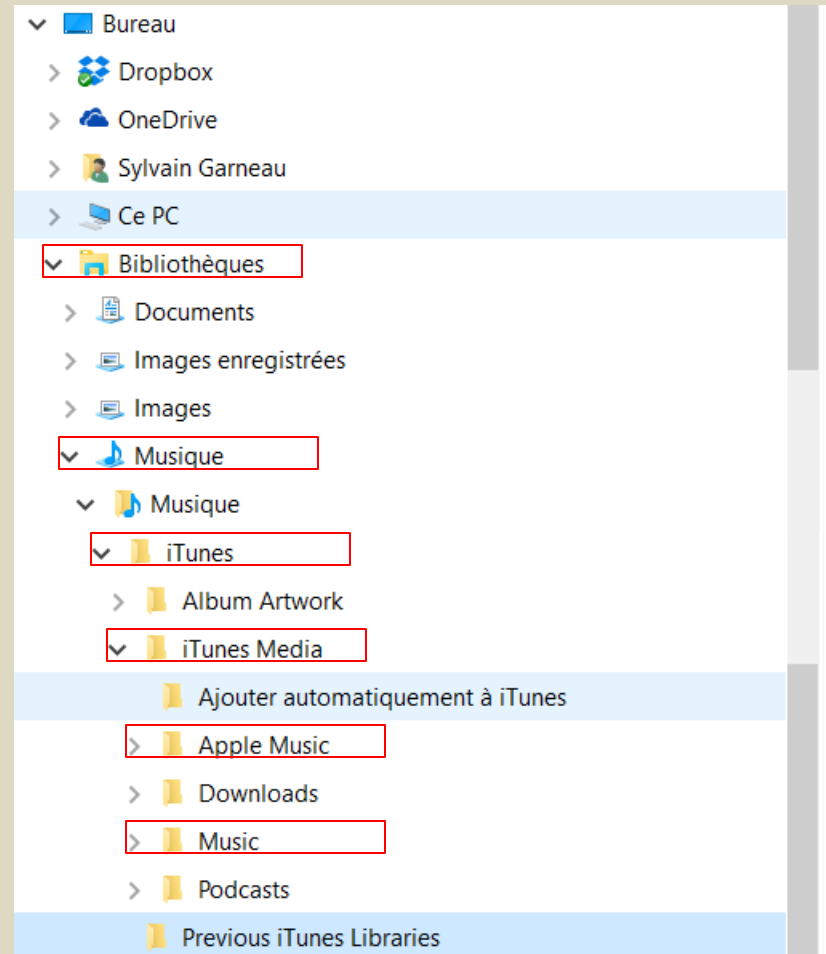 Bureau
Dropbox
OneDrive
Sylvain Garneau
Ce PC
Bibliothèques
Documents
Images enregistrées
Images
Musique
Musique
iTunes
Album Artwork
iTunes Media
Ajouter automatiquement à iTunes
Apple Music
Downloads
Music
Podcasts
Previous iTunes Libraries